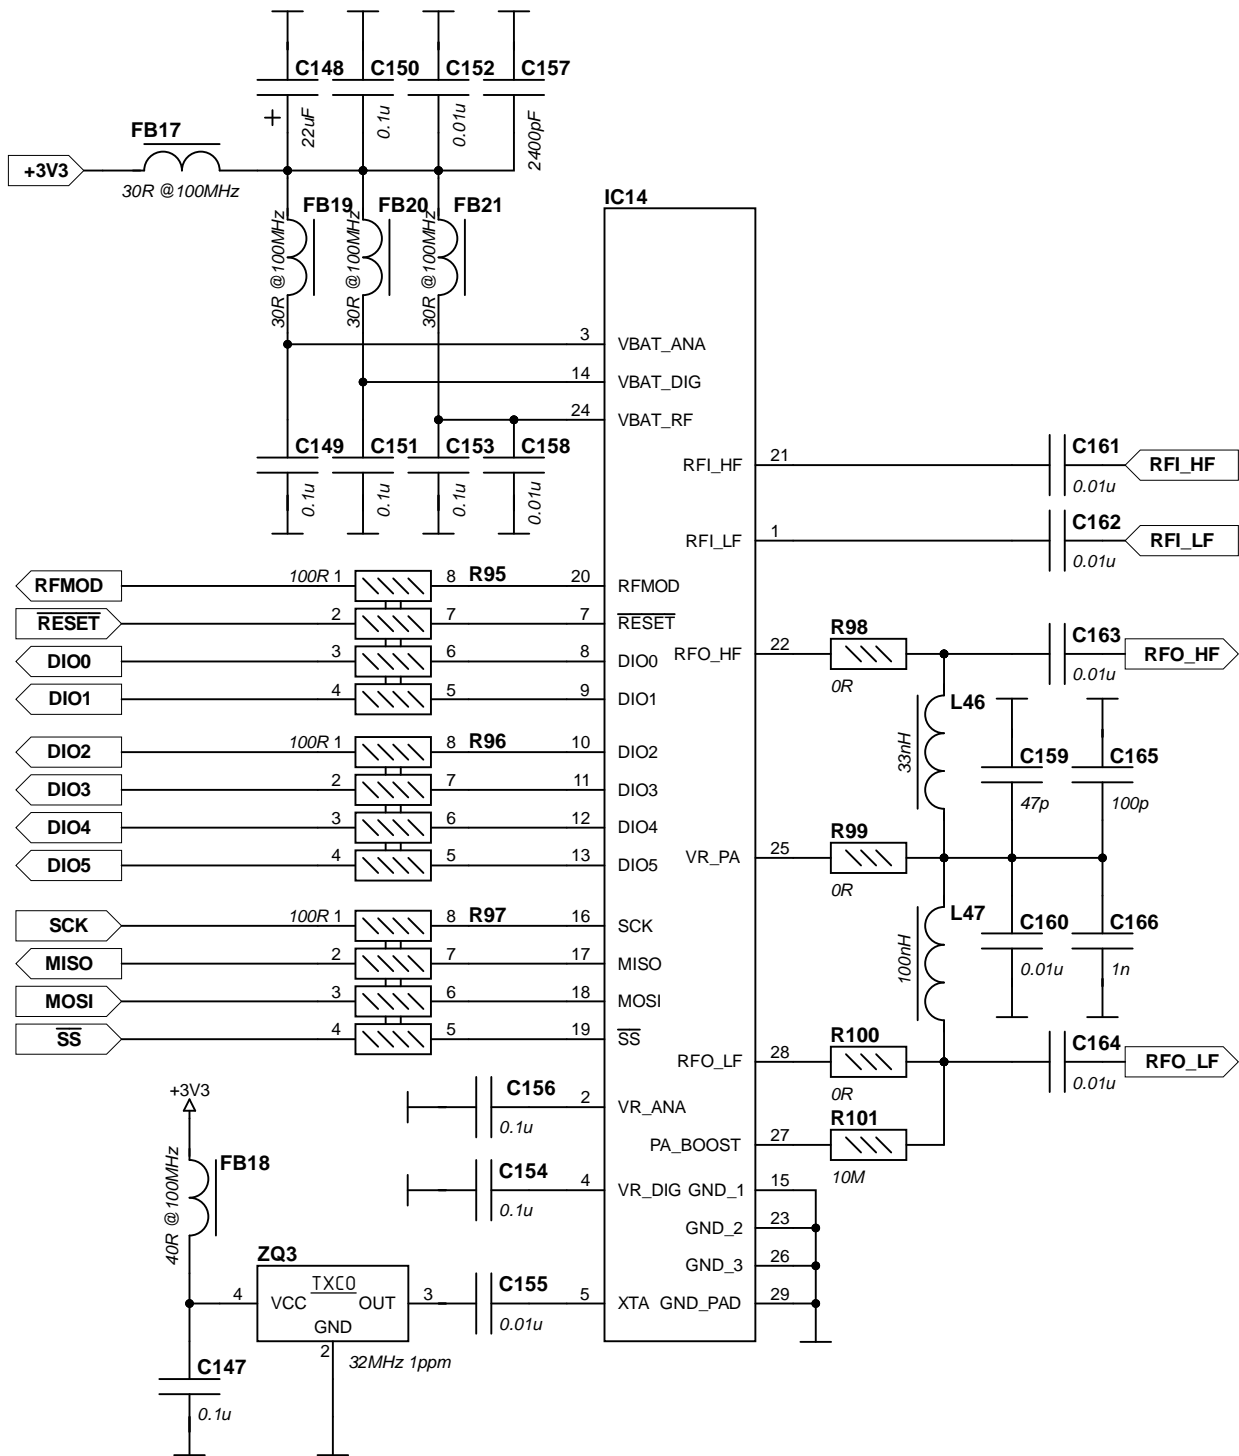 C148 C150 C152 C157
22uF 0.1u 0.01u 2400pF
+
FB17
+3V3
30R @100MHz
FB19 FB20 FB21
30R @100MHz 30R @100MHz 30R @100MHz
IC14
3 VBAT_ANA
14 VBAT_DIG
24 VBAT_RF
C149 C151 C153 C158
0.1u 0.1u 0.1u 0.01u
RFI_HF 21 C161 RFI_HF
0.01u
RFI_LF 1 C162 RFI_LF
0.01u
RFMOD 100R 1 8 R95 20 RFMOD
RESET 2 7 7 RESET
DIO0 3 6 8 DIO0
DIO1 4 5 9 DIO1
RFO_HF 22 R98 C163 RFO_HF
0R 0.01u
L46
33nH
DIO2 100R 1 8 R96 10 DIO2
DIO3 2 7 11 DIO3
DIO4 3 6 12 DIO4
DIO5 4 5 13 DIO5
C159 C165
47p 100p
VR_PA 25 R99
0R
L47
100nH
SCK 100R 1 8 R97 16 SCK
MISO 2 7 17 MISO
MOSI 3 6 18 MOSI
SS 4 5 19 SS
C160 C166
0.01u 1n
RFO_LF 28 R100 C164 RFO_LF
0R 0.01u
PA_BOOST 27 R101
10M
C156 2 VR_ANA
0.1u
C154 4 VR_DIG GND_1 15
0.1u
GND_2 23
GND_3 26
+3V3
FB18
40R @100MHz
ZQ3
4 VCC TXCO OUT 3 C155 5 XTA GND_PAD 29
0.01u
GND
2 32MHz 1ppm
C147
0.1u